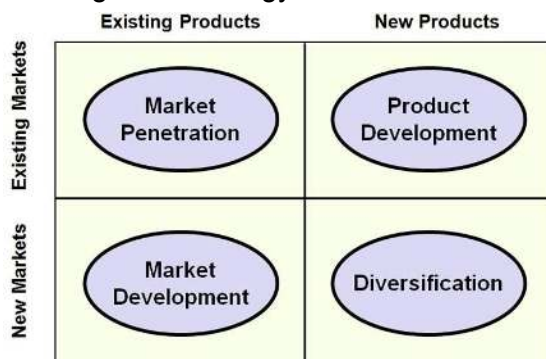 Existing Products
New Products
Existing Markets
Market
Penetration
Product
Development
New Markets
Market
Development
Diversification